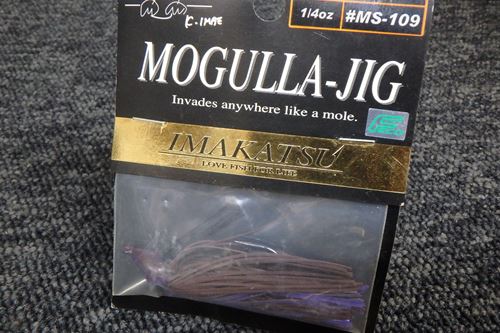 K. IMAE
1/4oz #MS-109
MOGULLA-JIG
Invades anywhere like a mole.
IMAKATSU
LOVE FISH FOR LIFE